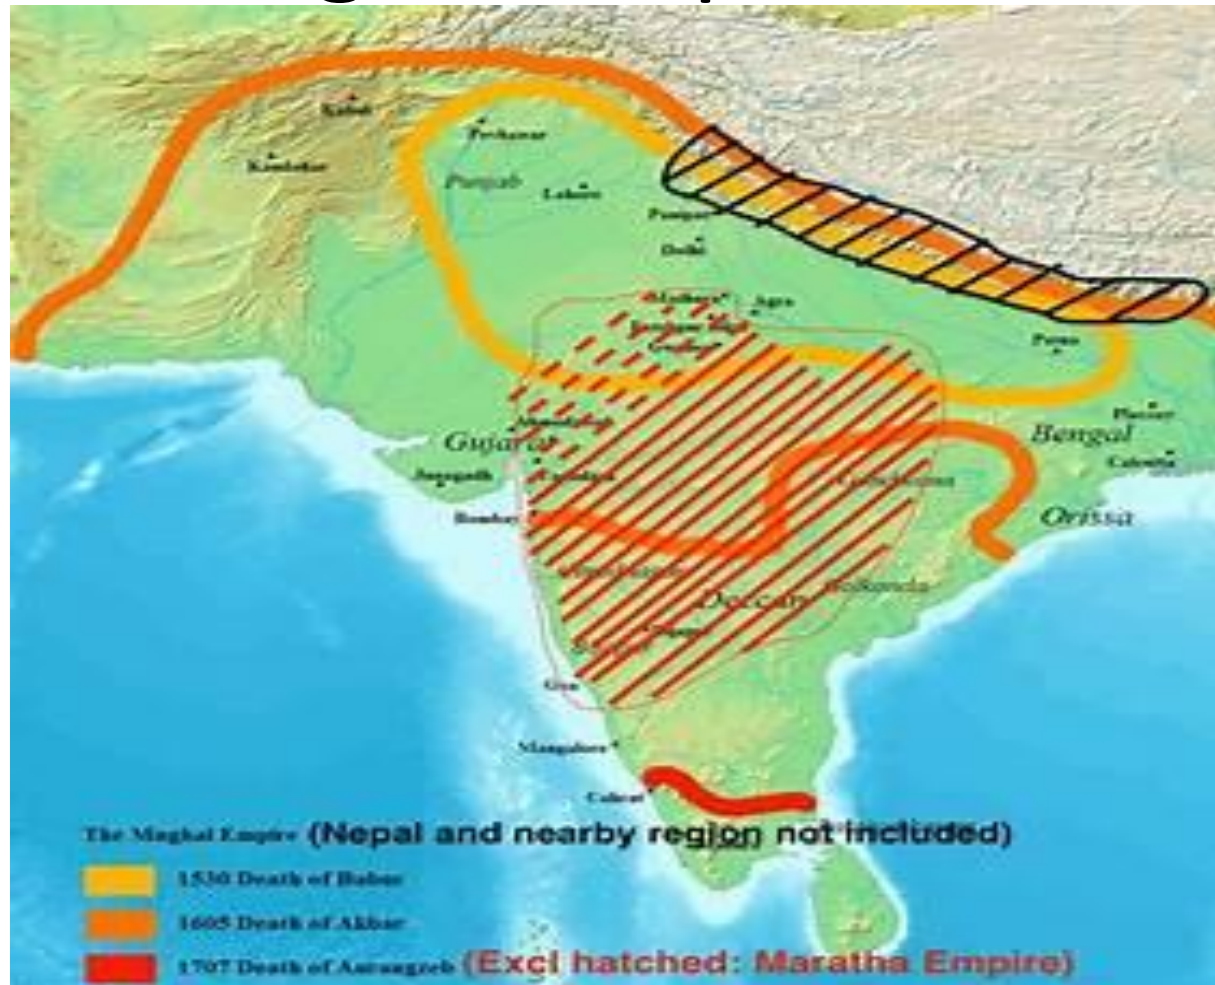 Kabul
Peshawar
Kandahar
Punjab
Lahore
Panipat
Delhi
Agra
Patna
Plassey
Gujarat
Bengal
Calcutta
Junagadh
Orissa
Bombay
Golkonda
Deccan
Goa
Mangalore
Calicut
The Mughal Empire (Nepal and nearby region not included)
1530 Death of Babur
1605 Death of Akbar
1707 Death of Aurangzeb (Excl hatched: Maratha Empire)